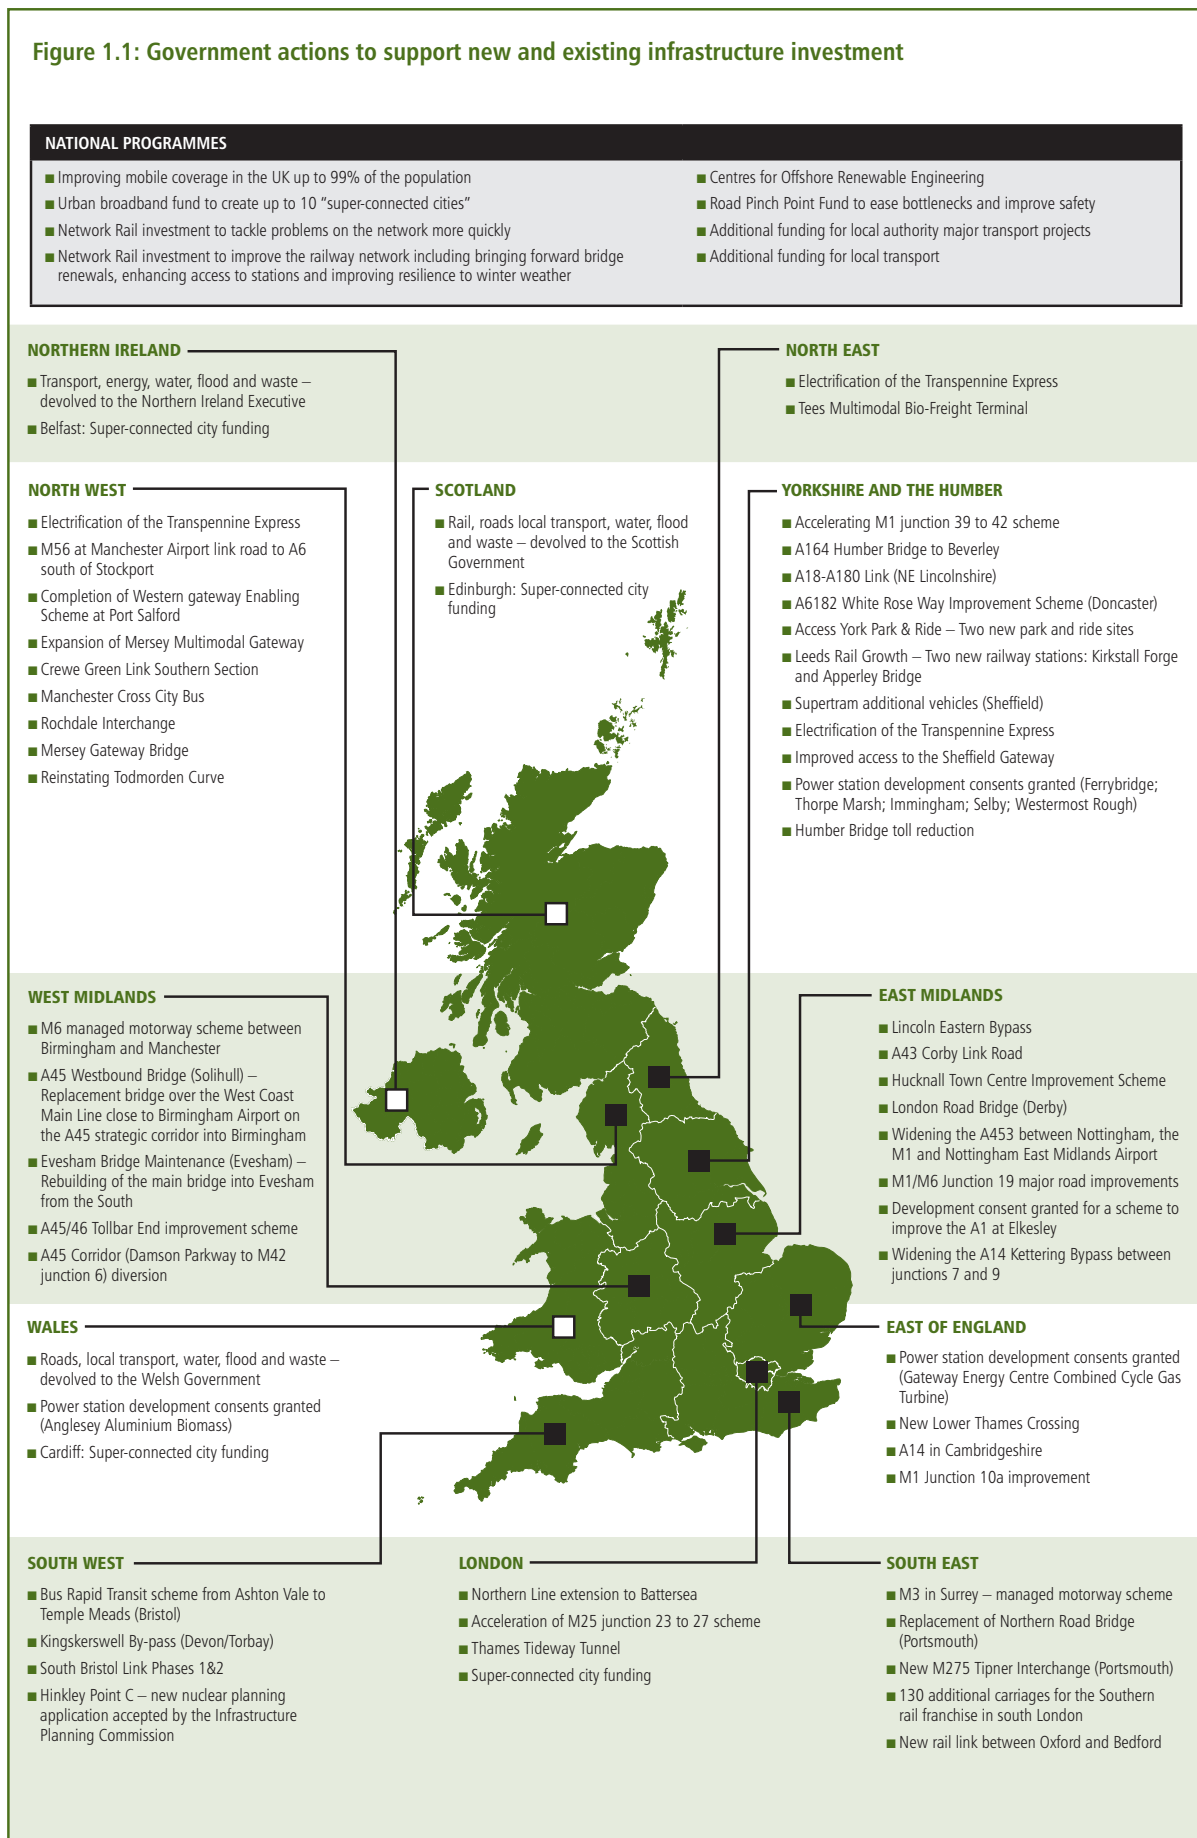 Figure 1.1: Government actions to support new and existing infrastructure investment
NATIONAL PROGRAMMES
■ Improving mobile coverage in the UK up to 99% of the population
■ Urban broadband fund to create up to 10 “super-connected cities”
■ Network Rail investment to tackle problems on the network more quickly
■ Network Rail investment to improve the railway network including bringing forward bridge
renewals, enhancing access to stations and improving resilience to winter weather
■ Centres for Offshore Renewable Engineering
■ Road Pinch Point Fund to ease bottlenecks and improve safety
■ Additional funding for local authority major transport projects
■ Additional funding for local transport
NORTHERN IRELAND
■ Transport, energy, water, flood and waste –
devolved to the Northern Ireland Executive
■ Belfast: Super-connected city funding
NORTH EAST
■ Electrification of the Transpennine Express
■ Tees Multimodal Bio-Freight Terminal
NORTH WEST
■ Electrification of the Transpennine Express
■ M56 at Manchester Airport link road to A6
south of Stockport
■ Completion of Western gateway Enabling
Scheme at Port Salford
■ Expansion of Mersey Multimodal Gateway
■ Crewe Green Link Southern Section
■ Manchester Cross City Bus
■ Rochdale Interchange
■ Mersey Gateway Bridge
■ Reinstating Todmorden Curve
SCOTLAND
■ Rail, roads local transport, water, flood
and waste – devolved to the Scottish
Government
■ Edinburgh: Super-connected city
funding
YORKSHIRE AND THE HUMBER
■ Accelerating M1 junction 39 to 42 scheme
■ A164 Humber Bridge to Beverley
■ A18-A180 Link (NE Lincolnshire)
■ A6182 White Rose Way Improvement Scheme (Doncaster)
■ Access York Park & Ride – Two new park and ride sites
■ Leeds Rail Growth – Two new railway stations: Kirkstall Forge
and Apperley Bridge
■ Supertram additional vehicles (Sheffield)
■ Electrification of the Transpennine Express
■ Improved access to the Sheffield Gateway
■ Power station development consents granted (Ferrybridge;
Thorpe Marsh; Immingham; Selby; Westermost Rough)
■ Humber Bridge toll reduction
WEST MIDLANDS
■ M6 managed motorway scheme between
Birmingham and Manchester
■ A45 Westbound Bridge (Solihull) –
Replacement bridge over the West Coast
Main Line close to Birmingham Airport on
the A45 strategic corridor into Birmingham
■ Evesham Bridge Maintenance (Evesham) –
Rebuilding of the main bridge into Evesham
from the South
■ A45/46 Tollbar End improvement scheme
■ A45 Corridor (Damson Parkway to M42
junction 6) diversion
EAST MIDLANDS
■ Lincoln Eastern Bypass
■ A43 Corby Link Road
■ Hucknall Town Centre Improvement Scheme
■ London Road Bridge (Derby)
■ Widening the A453 between Nottingham, the
M1 and Nottingham East Midlands Airport
■ M1/M6 Junction 19 major road improvements
■ Development consent granted for a scheme to
improve the A1 at Elkesley
■ Widening the A14 Kettering Bypass between
junctions 7 and 9
WALES
■ Roads, local transport, water, flood and waste –
devolved to the Welsh Government
■ Power station development consents granted
(Anglesey Aluminium Biomass)
■ Cardiff: Super-connected city funding
EAST OF ENGLAND
■ Power station development consents granted
(Gateway Energy Centre Combined Cycle Gas
Turbine)
■ New Lower Thames Crossing
■ A14 in Cambridgeshire
■ M1 Junction 10a improvement
SOUTH WEST
■ Bus Rapid Transit scheme from Ashton Vale to
Temple Meads (Bristol)
■ Kingskerswell By-pass (Devon/Torbay)
■ South Bristol Link Phases 1&2
■ Hinkley Point C – new nuclear planning
application accepted by the Infrastructure
Planning Commission
LONDON
■ Northern Line extension to Battersea
■ Acceleration of M25 junction 23 to 27 scheme
■ Thames Tideway Tunnel
■ Super-connected city funding
SOUTH EAST
■ M3 in Surrey – managed motorway scheme
■ Replacement of Northern Road Bridge
(Portsmouth)
■ New M275 Tipner Interchange (Portsmouth)
■ 130 additional carriages for the Southern
rail franchise in south London
■ New rail link between Oxford and Bedford